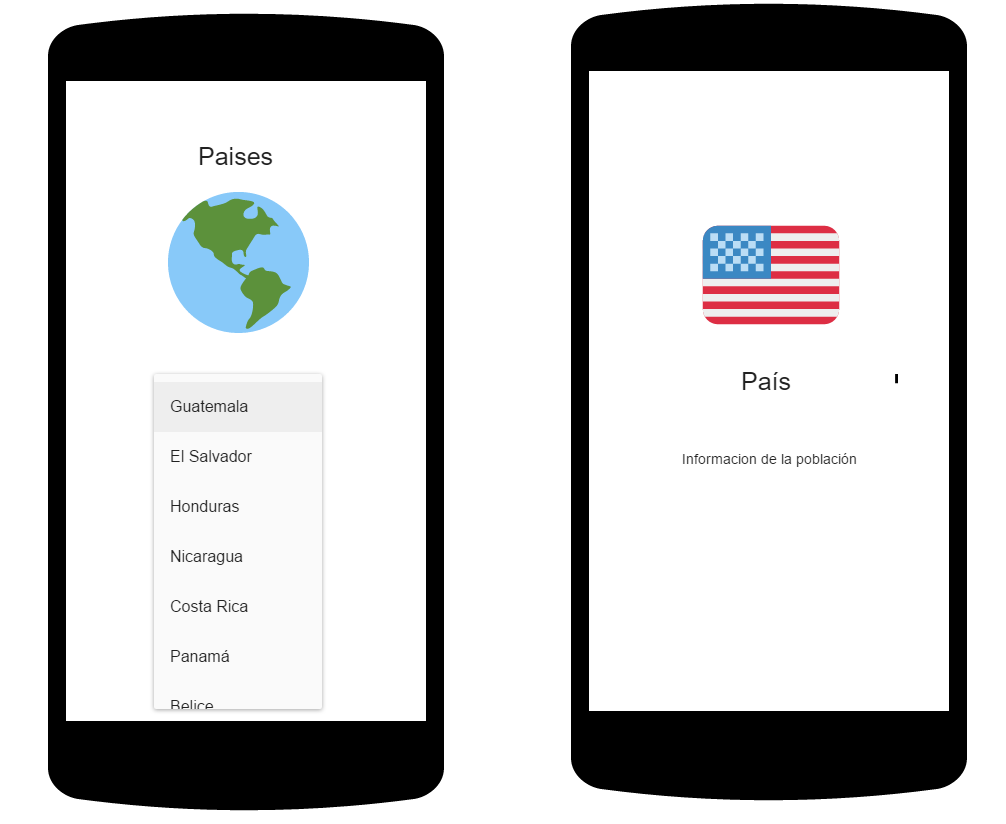 Paises
Guatemala
El Salvador
Honduras
Nicaragua
Costa Rica
Panamá
Belice
País
Informacion de la población